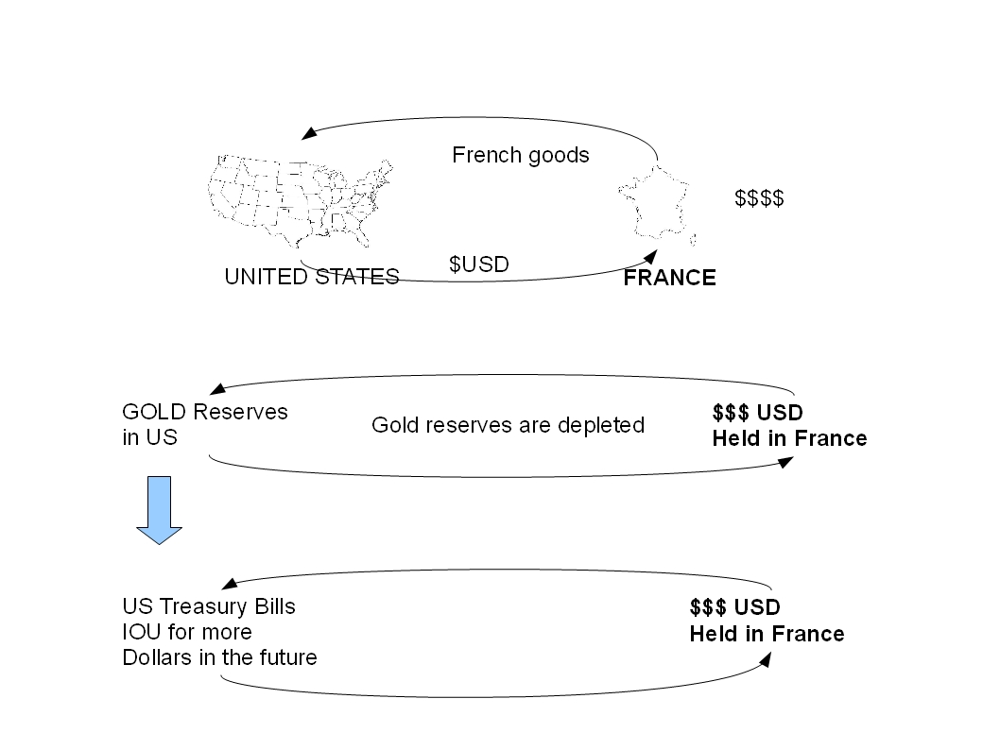 French goods
$$$$
$USD
UNITED STATES
FRANCE
GOLD Reserves
in US
Gold reserves are depleted
$$$ USD
Held in France
US Treasury Bills
IOU for more
Dollars in the future
$$$ USD
Held in France